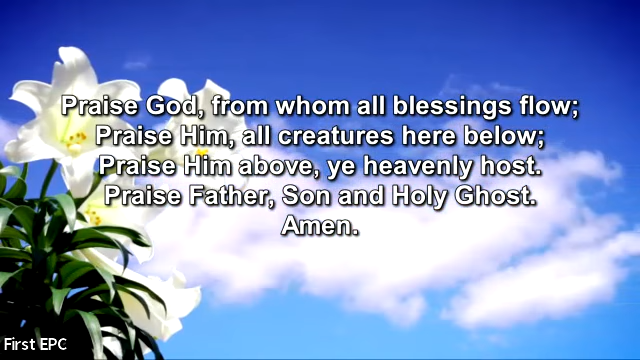 Praise God, from whom all blessings flow;
Praise Him, all creatures here below;
Praise Him above, ye heavenly host.
Praise Father, Son and Holy Ghost.
Amen.
First EPC